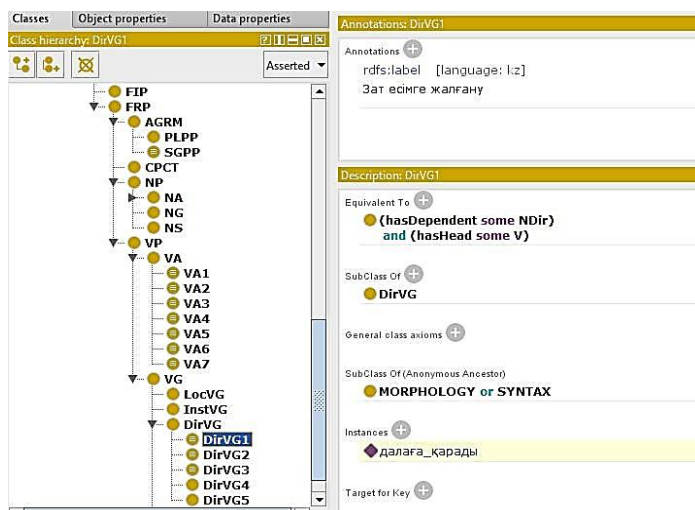 Classes
Object properties
Data properties
Class hierarchy: DirVG1
Asserted
FIP
FRP
AGRM
PLPP
SGPP
CPCT
NP
NA
NG
NS
VP
VA
VA1
VA2
VA3
VA4
VA5
VA6
VA7
VG
LocVG
InstVG
DirVG
DirVG1
DirVG2
DirVG3
DirVG4
DirVG5
Annotations: DirVG1
Annotations
rdfs:label [language: kz]
Зат есімге жалғану
Description: DirVG1
Equivalent To
(hasDependent some NDir)
and (hasHead some V)
SubClass Of
DirVG
General class axioms
SubClass Of (Anonymous Ancestor)
MORPHOLOGY or SYNTAX
Instances
далаға_қарады
Target for Key